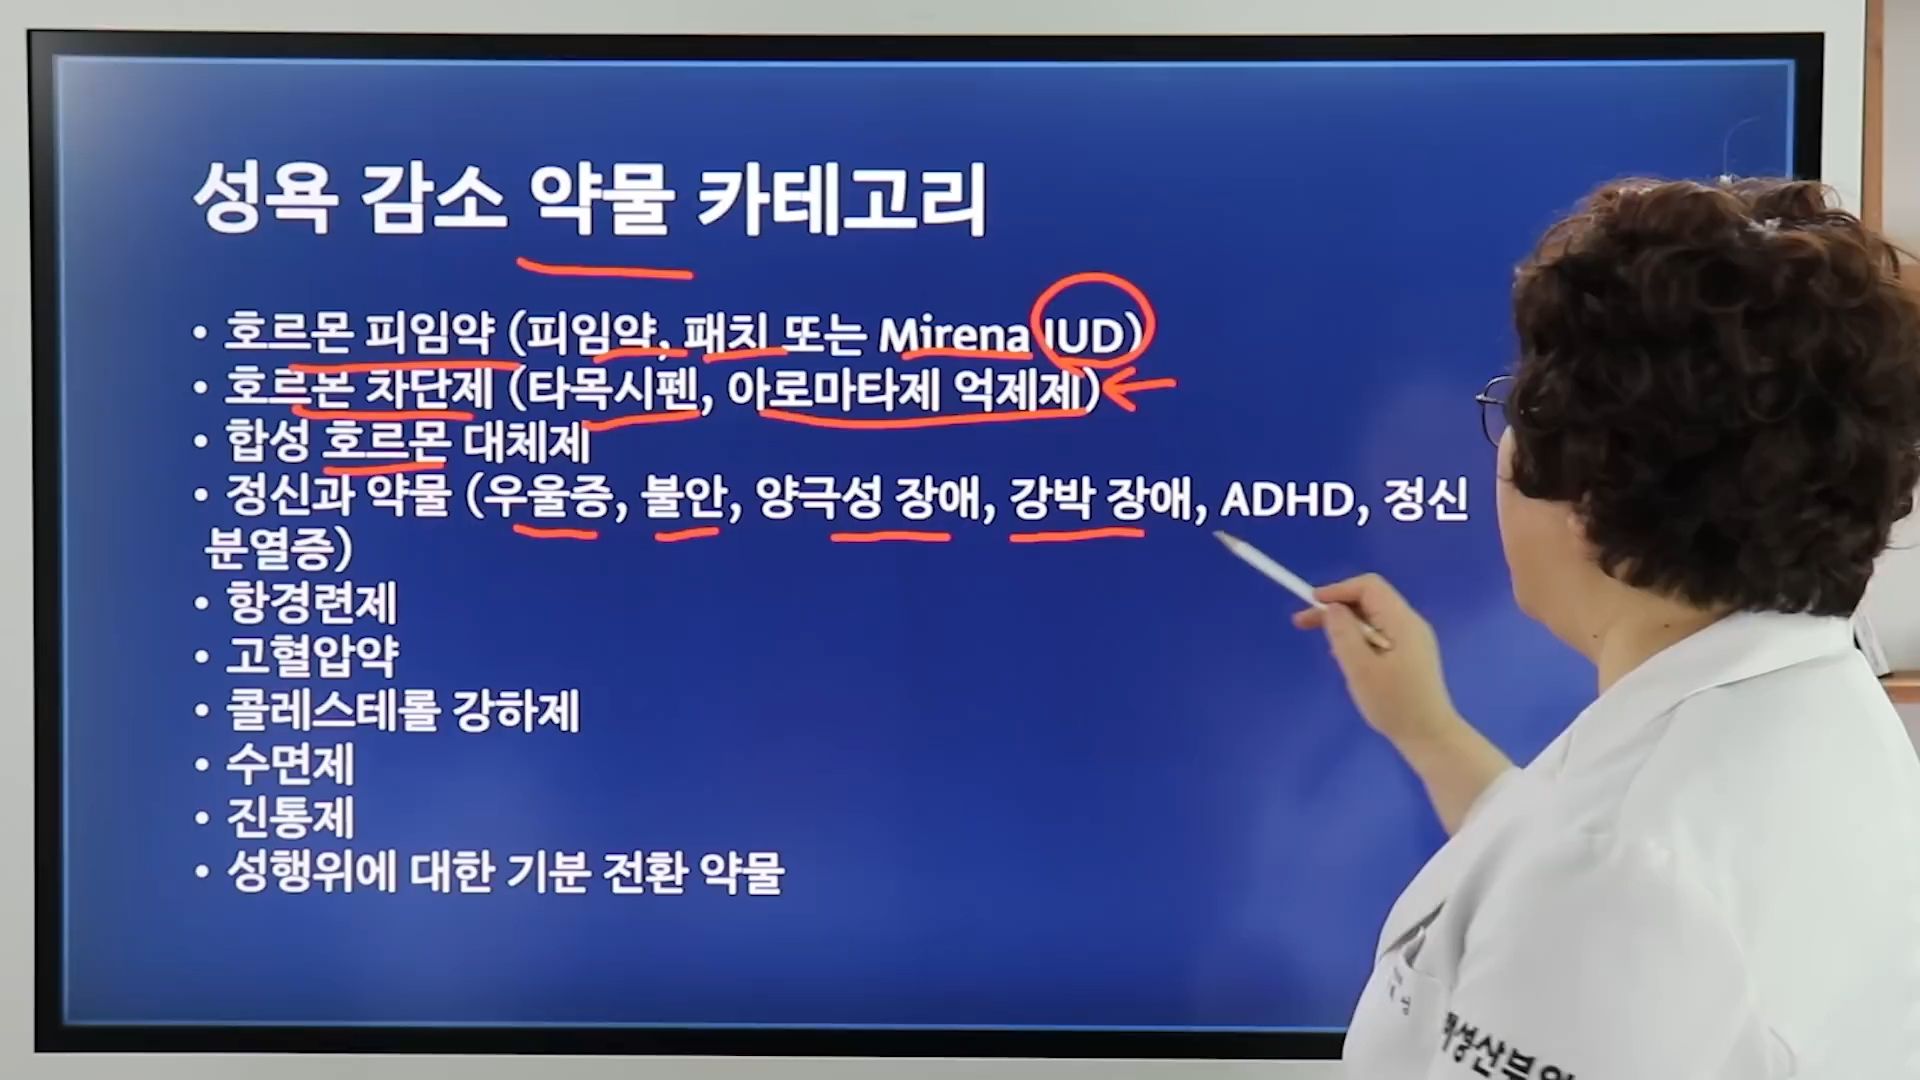 성욕 감소 약물 카테고리
• 호르몬 피임약 (피임약, 패치 또는 Mirena IUD)
• 호르몬 차단제 (타목시펜, 아로마타제 억제제)
• 합성 호르몬 대체제
• 정신과 약물 (우울증, 불안, 양극성 장애, 강박 장애, ADHD, 정신
분열증)
• 항경련제
• 고혈압약
• 콜레스테롤 강하제
• 수면제
• 진통제
• 성행위에 대한 기분 전환 약물